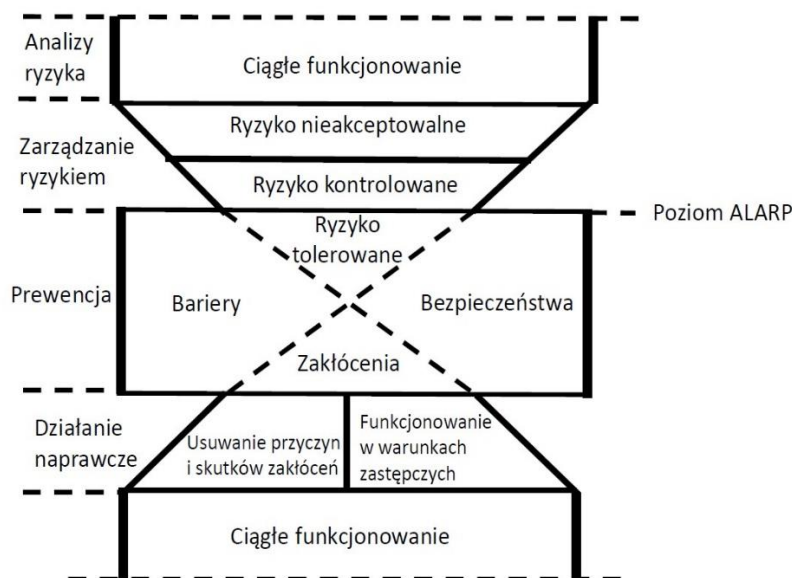 Analizy
ryzyka
Ciągłe funkcjonowanie
Zarządzanie
ryzykiem
Ryzyko nieakceptowalne
Ryzyko kontrolowane
Poziom ALARP
Ryzyko
tolerowane
Prewencja
Bariery
Bezpieczeństwa
Zakłócenia
Działanie
naprawcze
Usuwanie przyczyn
i skutków zakłóceń
Funkcjonowanie
w warunkach
zastępczych
Ciągłe funkcjonowanie